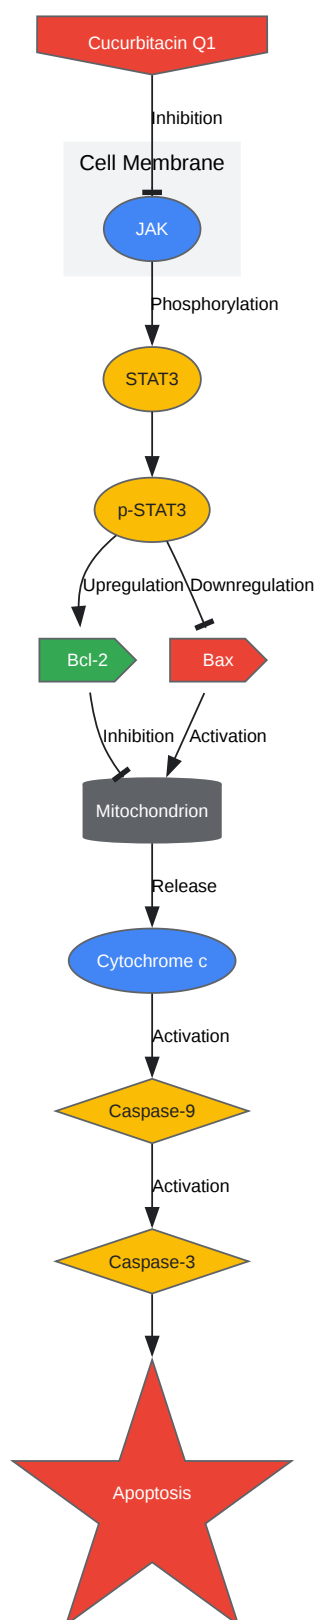 Cucurbitacin Q1
Inhibition
Cell Membrane
JAK
Phosphorylation
STAT3
p-STAT3
Upregulation
Downregulation
Bcl-2
Bax
Inhibition
Activation
Mitochondrion
Release
Cytochrome c
Activation
Caspase-9
Activation
Caspase-3
Apoptosis